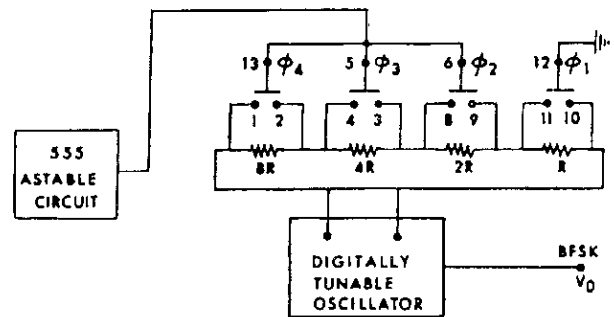 13 ϕ4 5 ϕ3 6 ϕ2 12 ϕ1
1 2 4 3 8 9 11 10
8R 4R 2R R
555
ASTABLE
CIRCUIT
DIGITALLY
TUNABLE
OSCILLATOR
BFSK
VD